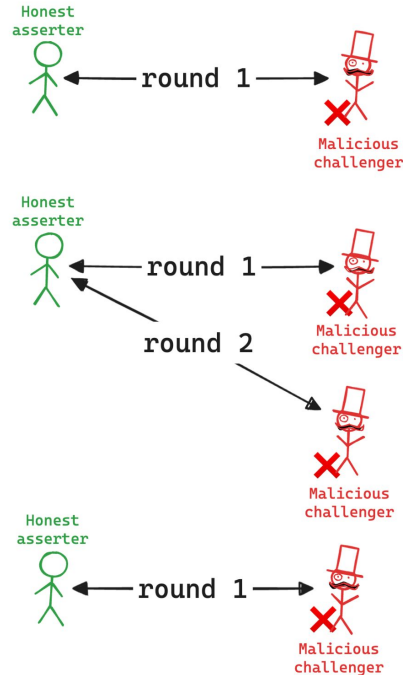 Honest
asserter
round 1
Malicious
challenger
Honest
asserter
round 1
Malicious
challenger
round 2
Malicious
challenger
Honest
asserter
round 1
Malicious
challenger